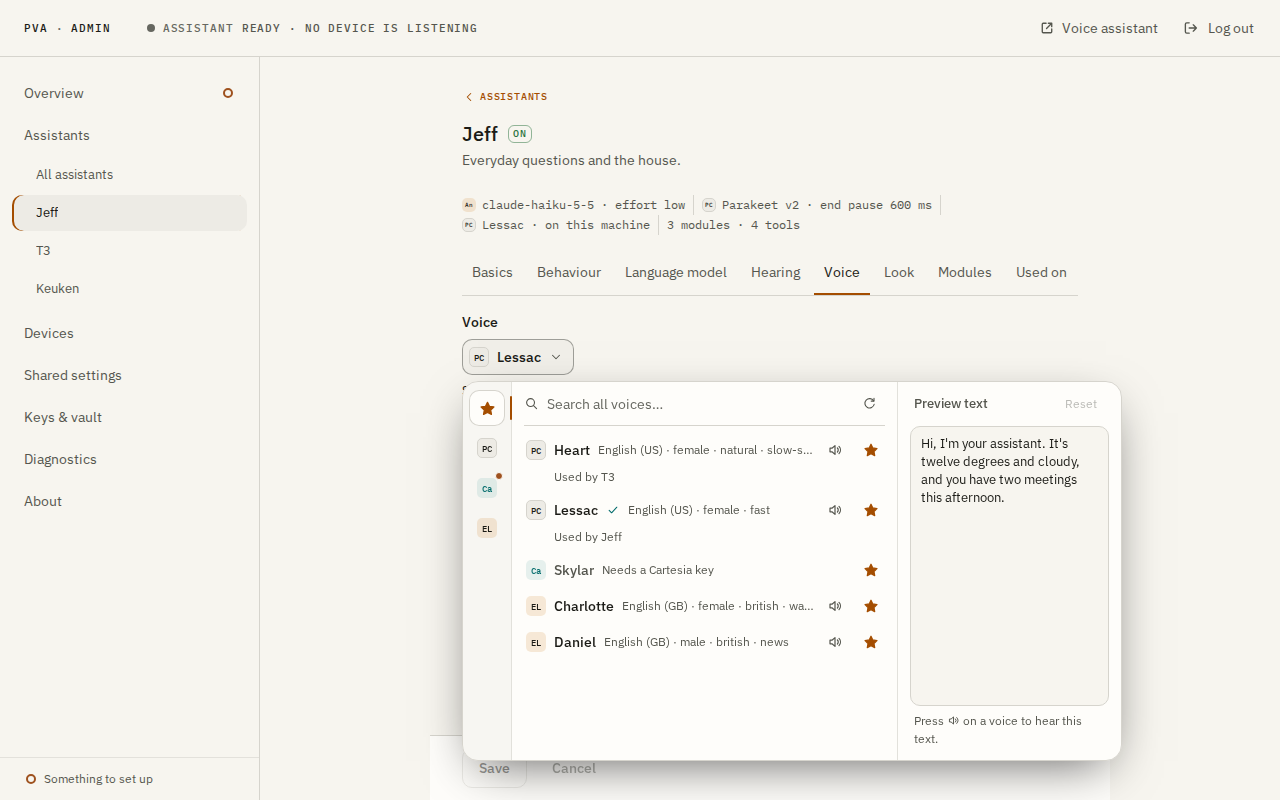 PVA · ADMIN
ASSISTANT READY · NO DEVICE IS LISTENING
Voice assistant
Log out
Overview
Assistants
All assistants
Jeff
T3
Keuken
Devices
Shared settings
Keys & vault
Diagnostics
About
Something to set up
ASSISTANTS
Jeff ON
Everyday questions and the house.
An claude-haiku-5-5 · effort low PC Parakeet v2 · end pause 600 ms
PC Lessac · on this machine 3 modules · 4 tools
Basics Behaviour Language model Hearing Voice Look Modules Used on
Voice
PC Lessac
PC
Ca
EL
Search all voices…
PC Heart English (US) · female · natural · slow-s…
Used by T3
PC Lessac English (US) · female · fast
Used by Jeff
Ca Skylar Needs a Cartesia key
EL Charlotte English (GB) · female · british · wa…
EL Daniel English (GB) · male · british · news
Preview text Reset
Hi, I'm your assistant. It's
twelve degrees and cloudy,
and you have two meetings
this afternoon.
Press on a voice to hear this
text.
Save Cancel